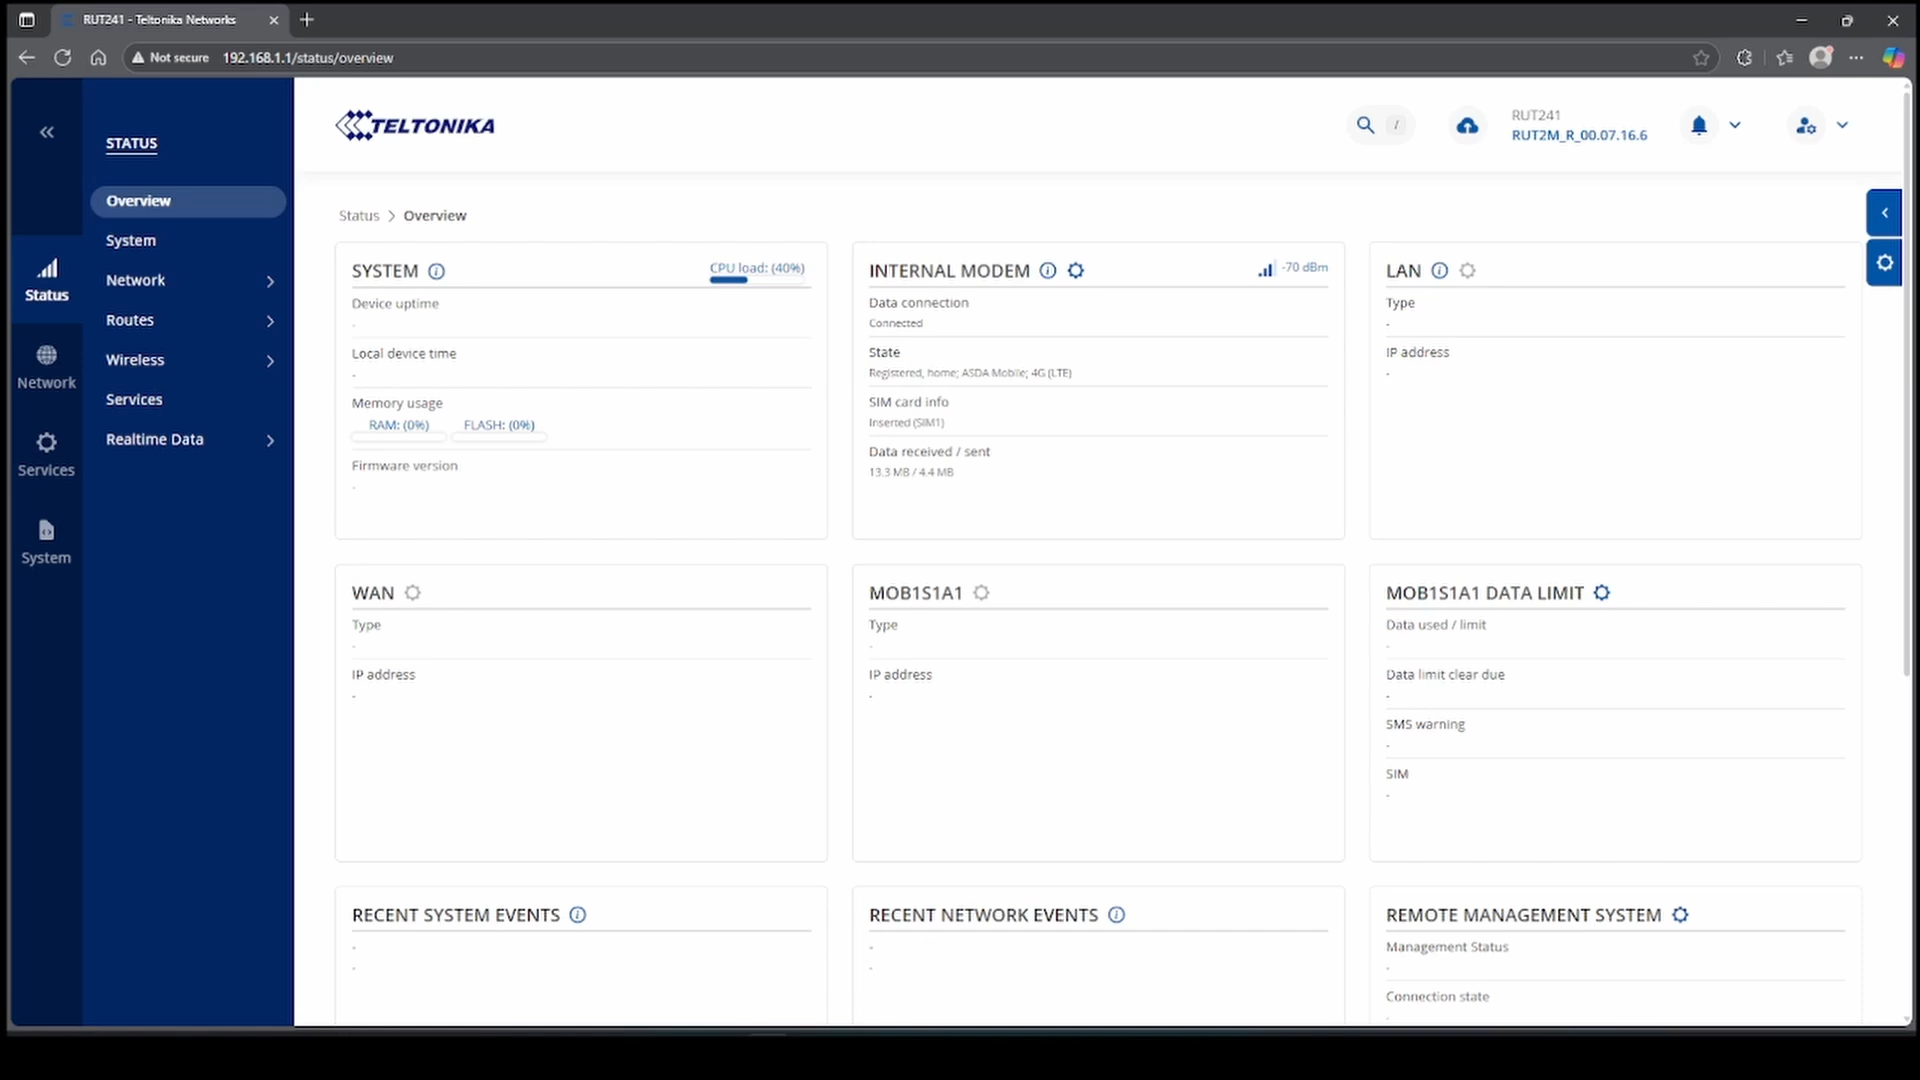 RUT241 - Teltonika Networks
Not secure 192.168.1.1/status/overview
STATUS
Overview
System
Network
Routes
Wireless
Services
Realtime Data
Status
Network
Services
System
TELTONIKA
/
RUT241
RUT2M_R_00.07.16.6
Status > Overview
SYSTEM
CPU load: (40%)
Device uptime
-
Local device time
-
Memory usage
RAM: (0%) FLASH: (0%)
Firmware version
-
INTERNAL MODEM
-70 dBm
Data connection
Connected
State
Registered, home; ASDA Mobile; 4G (LTE)
SIM card info
Inserted (SIM1)
Data received / sent
13.3 MB / 4.4 MB
LAN
Type
-
IP address
-
WAN
Type
-
IP address
-
MOB1S1A1
Type
-
IP address
-
MOB1S1A1 DATA LIMIT
Data used / limit
-
Data limit clear due
-
SMS warning
-
SIM
-
RECENT SYSTEM EVENTS
-
-
RECENT NETWORK EVENTS
-
-
REMOTE MANAGEMENT SYSTEM
Management Status
-
Connection state
-